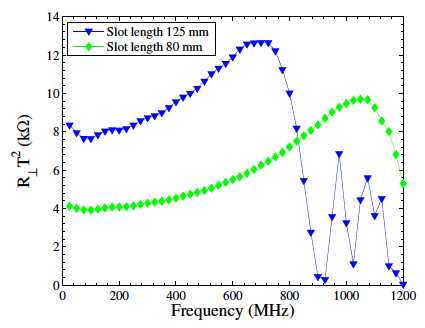 14
12
10
8
6
4
2
0
Slot length 125 mm
Slot length 80 mm
R⊥T² (kΩ)
0 200 400 600 800 1000 1200
Frequency (MHz)